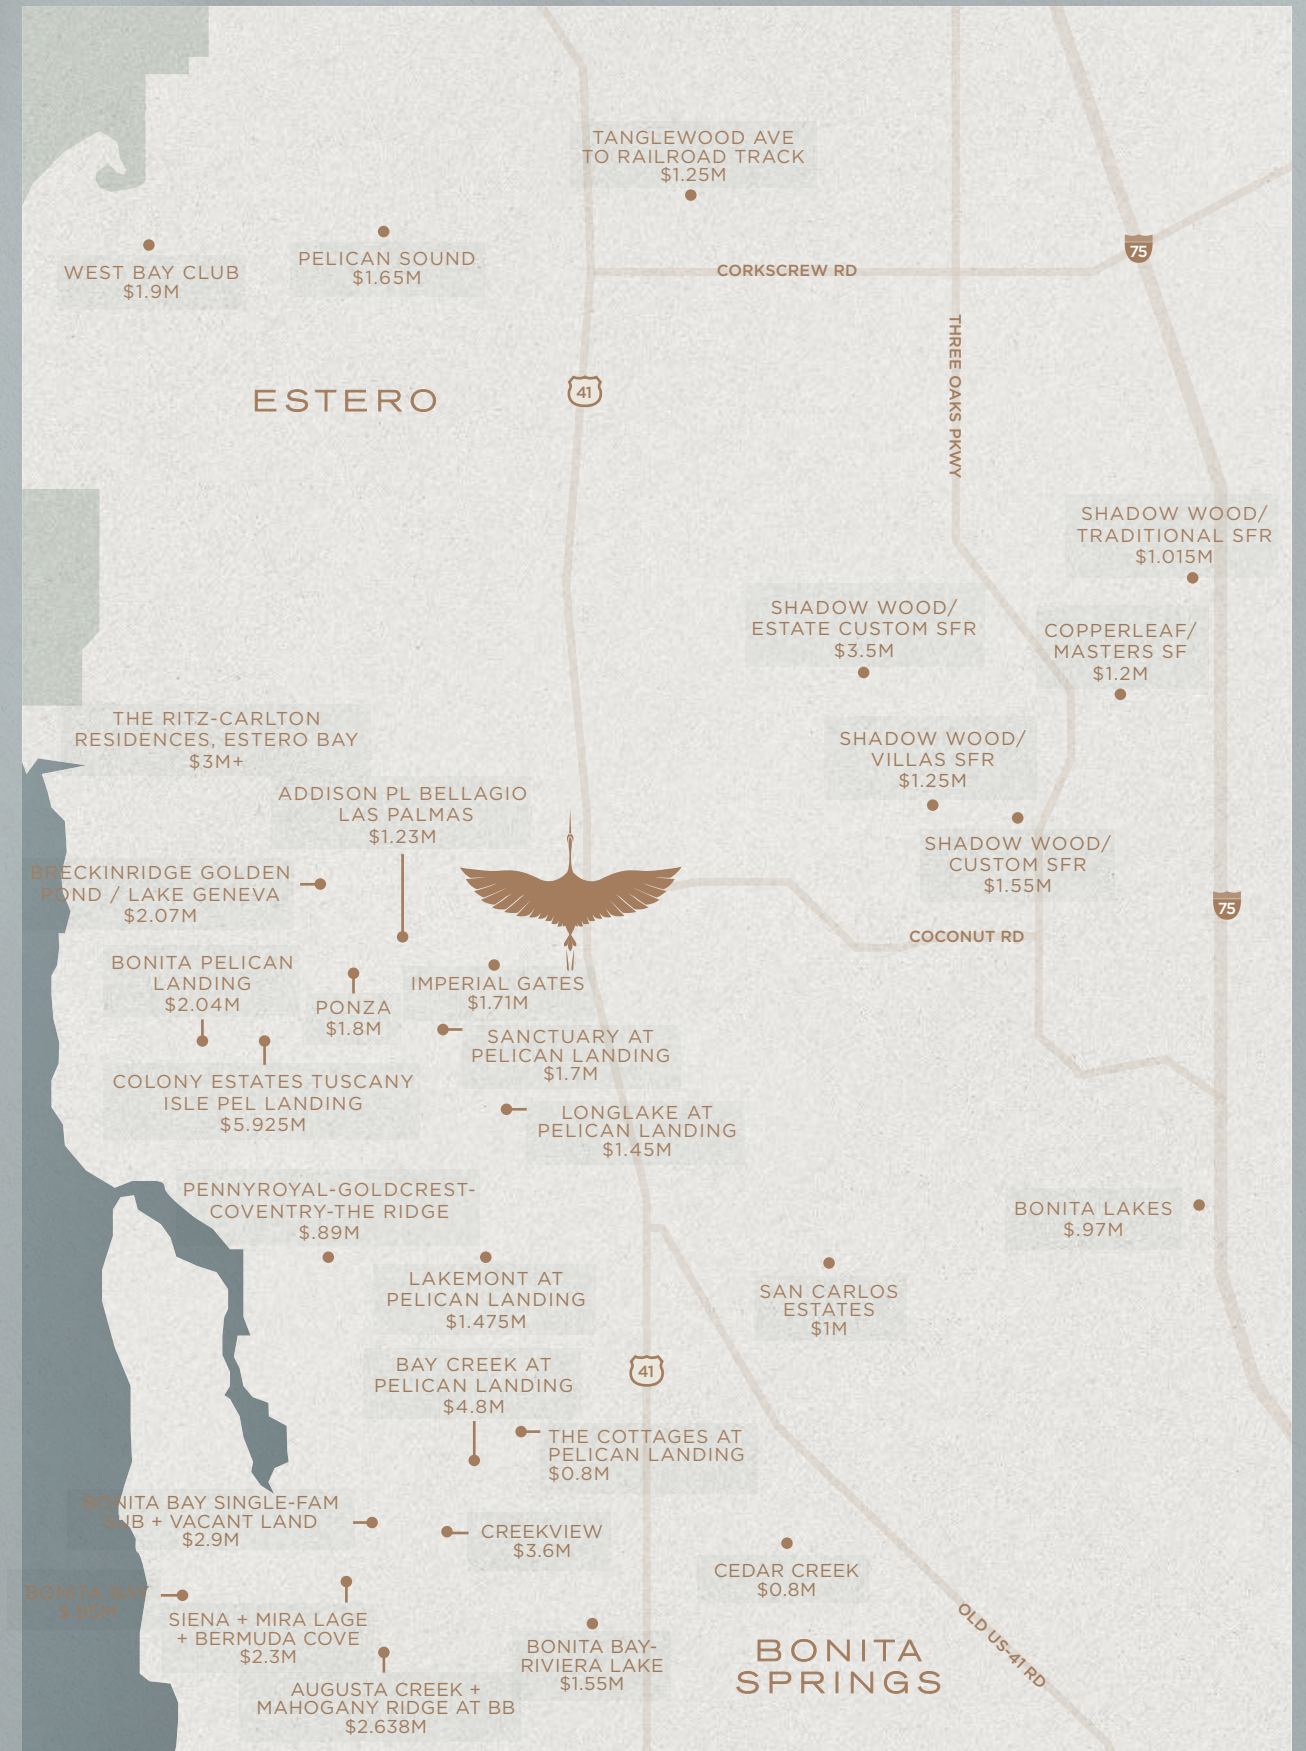 TANGLEWOOD AVE
TO RAILROAD TRACK
$1.25M
WEST BAY CLUB
$1.9M
PELICAN SOUND
$1.65M
CORKSCREW RD
75
THREE OAKS PKWY
ESTERO
41
SHADOW WOOD/
TRADITIONAL SFR
$1.015M
SHADOW WOOD/
ESTATE CUSTOM SFR
$3.5M
COPPERLEAF/
MASTERS SF
$1.2M
THE RITZ-CARLTON
RESIDENCES, ESTERO BAY
$3M+
SHADOW WOOD/
VILLAS SFR
$1.25M
ADDISON PL BELLAGIO
LAS PALMAS
$1.23M
SHADOW WOOD/
CUSTOM SFR
$1.55M
BRECKINRIDGE GOLDEN
POND / LAKE GENEVA
$2.07M
75
COCONUT RD
BONITA PELICAN
LANDING
$2.04M
PONZA
$1.8M
IMPERIAL GATES
$1.71M
SANCTUARY AT
PELICAN LANDING
$1.7M
COLONY ESTATES TUSCANY
ISLE PEL LANDING
$5.925M
LONGLAKE AT
PELICAN LANDING
$1.45M
PENNYROYAL-GOLDCREST-
COVENTRY-THE RIDGE
$.89M
BONITA LAKES
$.97M
LAKEMONT AT
PELICAN LANDING
$1.475M
SAN CARLOS
ESTATES
$1M
BAY CREEK AT
PELICAN LANDING
$4.8M
41
THE COTTAGES AT
PELICAN LANDING
$0.8M
BONITA BAY SINGLE-FAM
SUB + VACANT LAND
$2.9M
CREEKVIEW
$3.6M
CEDAR CREEK
$0.8M
BONITA BAY
SIENA + MIRA LAGE
+ BERMUDA COVE
$2.3M
BONITA BAY-
RIVIERA LAKE
$1.55M
BONITA
SPRINGS
OLD US-41 RD
AUGUSTA CREEK +
MAHOGANY RIDGE AT BB
$2.638M